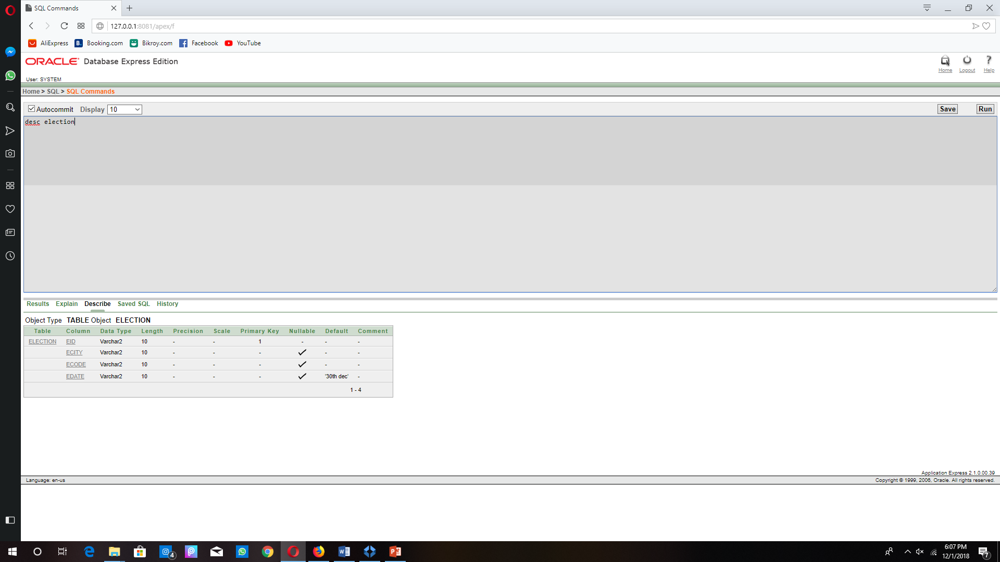 SQL Commands
127.0.0.1:8081/apex/f
AliExpress B. Booking.com Bikroy.com Facebook YouTube
ORACLE Database Express Edition
Home Logout Help
User: SYSTEM
Home > SQL > SQL Commands
Autocommit Display 10 Save Run
desc election
Results Explain Describe Saved SQL History
Object Type TABLE Object ELECTION
Table Column Data Type Length Precision Scale Primary Key Nullable Default Comment
ELECTION EID Varchar2 10 - - 1 - - -
ECITY Varchar2 10 - - - - -
ECODE Varchar2 10 - - - - -
EDATE Varchar2 10 - - - '30th dec' -
1 - 4
Application Express 2.1.0.00.39
Language: en-us Copyright © 1999, 2006, Oracle. All rights reserved.
4
6:07 PM
12/1/2018
7